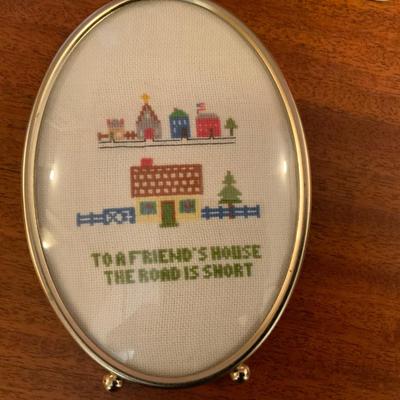 TO A FRIEND'S HOUSE
THE ROAD IS SHORT